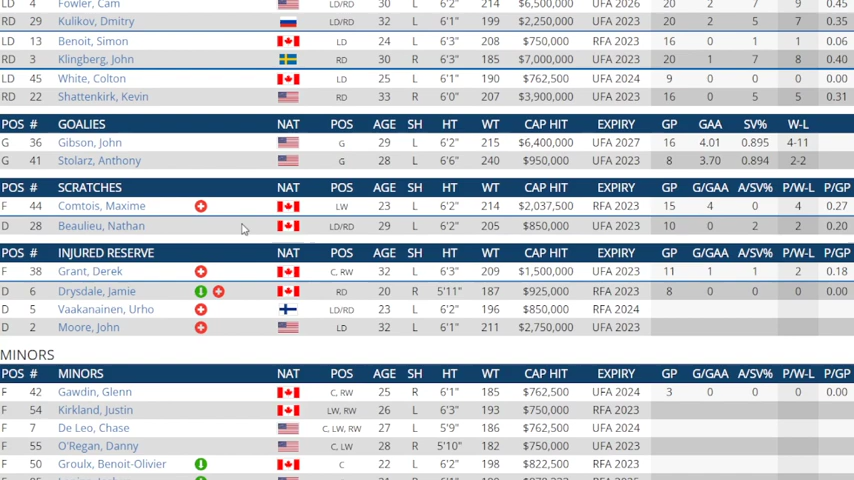 LD 4 Fowler, Cam LD/RD 30 L 6'2" 214 $6,500,000 UFA 2026 20 2 7 9 0.45
RD 29 Kulikov, Dmitry LD/RD 32 L 6'1" 199 $2,250,000 UFA 2023 20 2 5 7 0.35
LD 13 Benoit, Simon LD 24 L 6'3" 208 $750,000 RFA 2023 16 0 1 1 0.06
RD 3 Klingberg, John RD 30 R 6'3" 185 $7,000,000 UFA 2023 20 1 7 8 0.40
LD 45 White, Colton LD 25 L 6'1" 190 $762,500 UFA 2024 9 0 0 0 0.00
RD 22 Shattenkirk, Kevin RD 33 R 6'0" 207 $3,900,000 UFA 2023 16 0 5 5 0.31
POS # GOALIES NAT POS AGE SH HT WT CAP HIT EXPIRY GP GAA SV% W-L
G 36 Gibson, John G 29 L 6'2" 215 $6,400,000 UFA 2027 16 4.01 0.895 4-11
G 41 Stolarz, Anthony G 28 L 6'6" 240 $950,000 UFA 2023 8 3.70 0.894 2-2
POS # SCRATCHES NAT POS AGE SH HT WT CAP HIT EXPIRY GP G/GAA A/SV% P/W-L P/GP
F 44 Comtois, Maxime LW 23 L 6'2" 214 $2,037,500 RFA 2023 15 4 0 4 0.27
D 28 Beaulieu, Nathan LD/RD 29 L 6'2" 205 $850,000 UFA 2023 10 0 2 2 0.20
POS # INJURED RESERVE NAT POS AGE SH HT WT CAP HIT EXPIRY GP G/GAA A/SV% P/W-L P/GP
F 38 Grant, Derek C, RW 32 L 6'3" 209 $1,500,000 UFA 2023 11 1 1 2 0.18
D 6 Drysdale, Jamie RD 20 R 5'11" 187 $925,000 RFA 2023 8 0 0 0 0.00
D 5 Vaakanainen, Urho LD/RD 23 L 6'2" 196 $850,000 RFA 2024
D 2 Moore, John LD 32 L 6'1" 211 $2,750,000 UFA 2023
MINORS
POS # MINORS NAT POS AGE SH HT WT CAP HIT EXPIRY GP G/GAA A/SV% P/W-L P/GP
F 42 Gawdin, Glenn C, RW 25 R 6'1" 185 $762,500 UFA 2024 3 0 0 0 0.00
F 54 Kirkland, Justin LW, RW 26 L 6'3" 193 $750,000 RFA 2023
F 7 De Leo, Chase C, LW, RW 27 L 5'9" 186 $762,500 UFA 2024
F 55 O'Regan, Danny C, LW 28 R 5'10" 182 $750,000 UFA 2023
F 50 Groulx, Benoit-Olivier C 22 L 6'2" 198 $822,500 RFA 2023